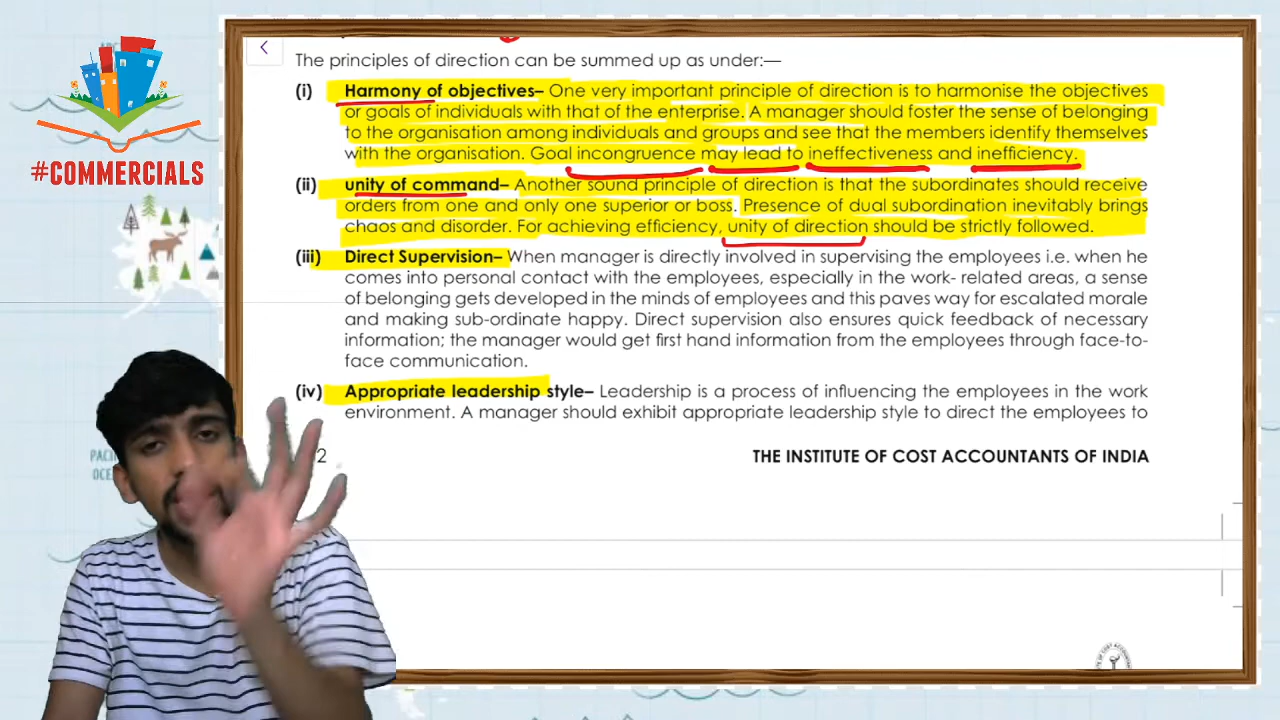 #COMMERCIALS
The principles of direction can be summed up as under:—
(i) Harmony of objectives– One very important principle of direction is to harmonise the objectives
or goals of individuals with that of the enterprise. A manager should foster the sense of belonging
to the organisation among individuals and groups and see that the members identify themselves
with the organisation. Goal incongruence may lead to ineffectiveness and inefficiency.
(ii) unity of command– Another sound principle of direction is that the subordinates should receive
orders from one and only one superior or boss. Presence of dual subordination inevitably brings
chaos and disorder. For achieving efficiency, unity of direction should be strictly followed.
(iii) Direct Supervision– When manager is directly involved in supervising the employees i.e. when he
comes into personal contact with the employees, especially in the work- related areas, a sense
of belonging gets developed in the minds of employees and this paves way for escalated morale
and making sub-ordinate happy. Direct supervision also ensures quick feedback of necessary
information; the manager would get first hand information from the employees through face-to-
face communication.
(iv) Appropriate leadership style– Leadership is a process of influencing the employees in the work
environment. A manager should exhibit appropriate leadership style to direct the employees to
2 THE INSTITUTE OF COST ACCOUNTANTS OF INDIA